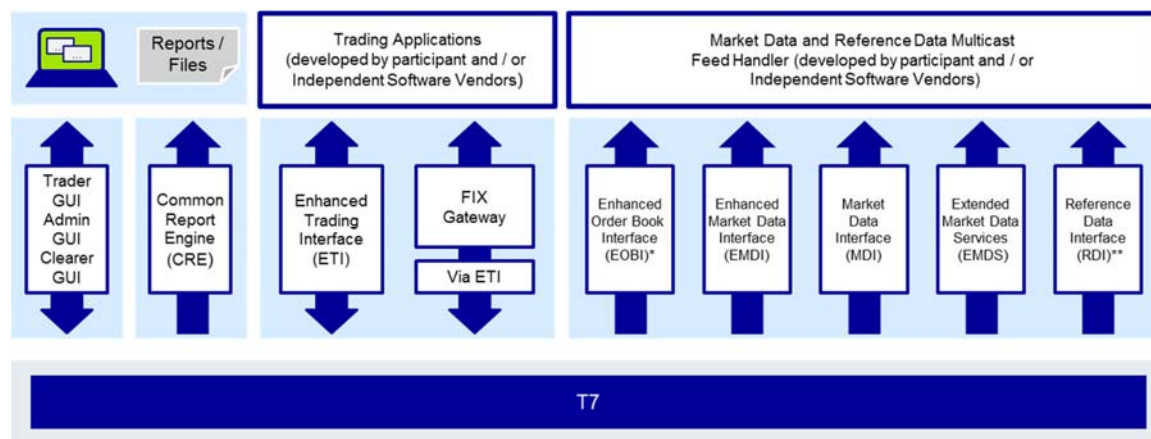 Reports /
Files
Trading Applications
(developed by participant and / or
Independent Software Vendors)
Market Data and Reference Data Multicast
Feed Handler (developed by participant and / or
Independent Software Vendors)
Trader
GUI
Admin
GUI
Clearer
GUI
Common
Report
Engine
(CRE)
Enhanced
Trading
Interface
(ETI)
FIX
Gateway
Via ETI
Enhanced
Order Book
Interface
(EOBI)*
Enhanced
Market Data
Interface
(EMDI)
Market
Data
Interface
(MDI)
Extended
Market Data
Services
(EMDS)
Reference
Data
Interface
(RDI)**
T7